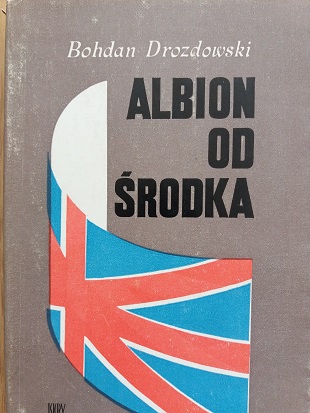 Bohdan Drozdowski
ALBION
OD
ŚRODKA